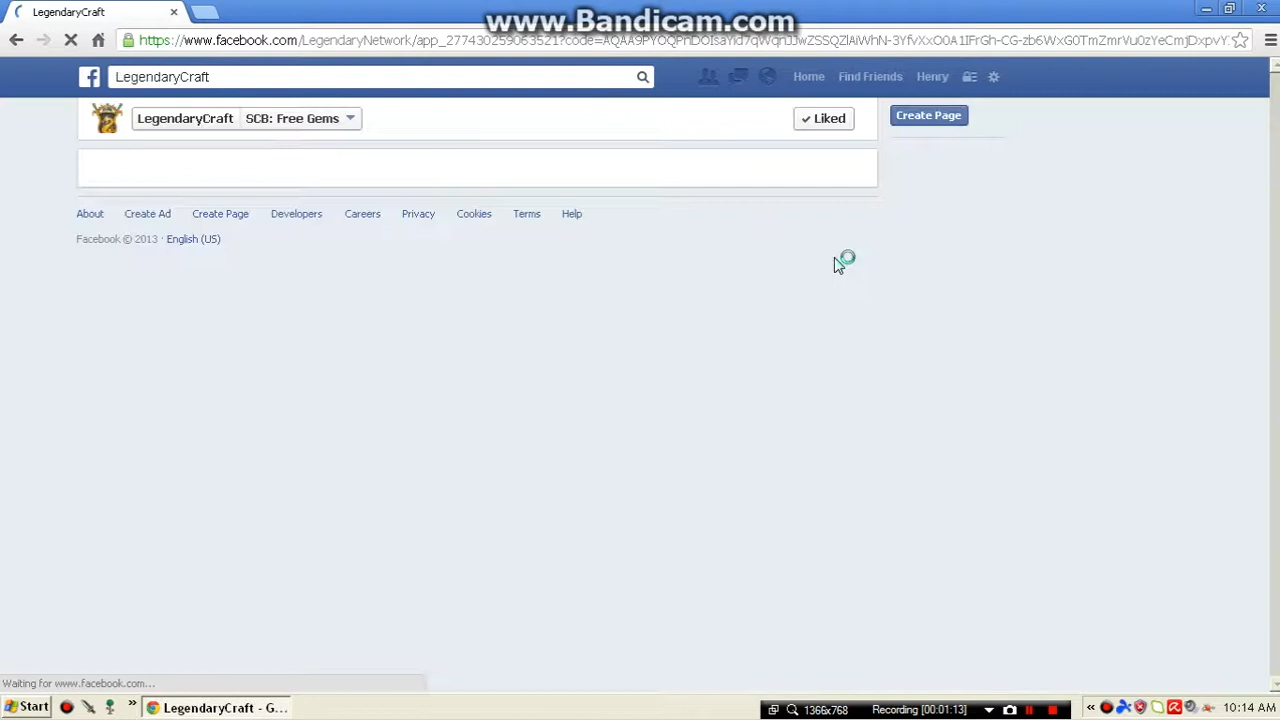 LegendaryCraft
www.Bandicam.com
https://www.facebook.com/LegendaryNetwork/app_277430259063521?code=
LegendaryCraft
Home Find Friends Henry
LegendaryCraft SCB: Free Gems
Liked
Create Page
About Create Ad Create Page Developers Careers Privacy Cookies Terms Help
Facebook © 2013 · English (US)
Waiting for www.facebook.com...
Start
LegendaryCraft - G...
1366x768
Recording [00:01:13]
10:14 AM